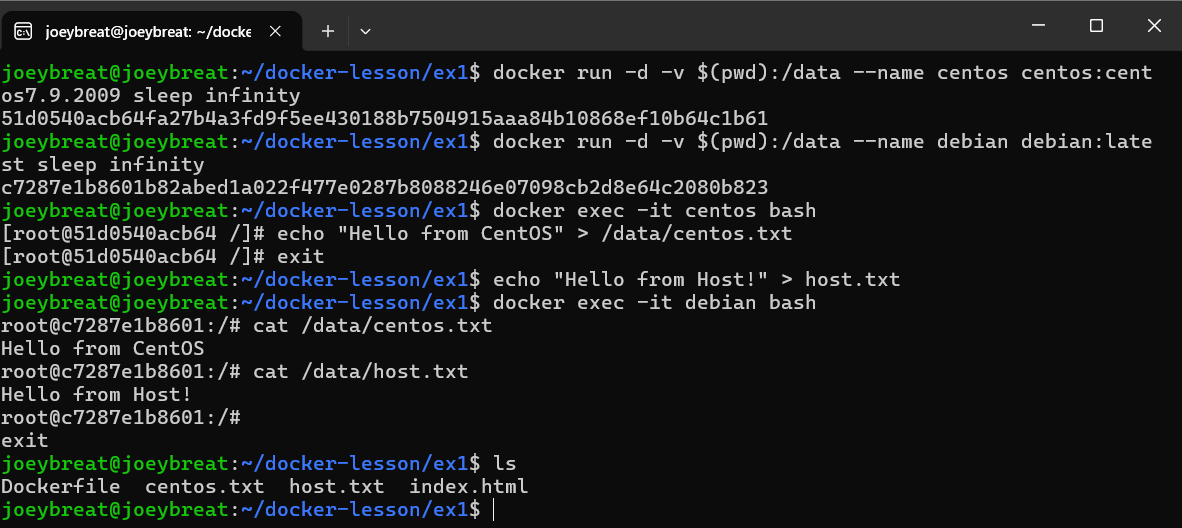 joeybreat@joeybreat: ~/docke
joeybreat@joeybreat:~/docker-lesson/ex1$ docker run -d -v $(pwd):/data --name centos centos:cent
os7.9.2009 sleep infinity
51d0540acb64fa27b4a3fd9f5ee430188b7504915aaa84b10868ef10b64c1b61
joeybreat@joeybreat:~/docker-lesson/ex1$ docker run -d -v $(pwd):/data --name debian debian:late
st sleep infinity
c7287e1b8601b82abed1a022f477e0287b8088246e07098cb2d8e64c2080b823
joeybreat@joeybreat:~/docker-lesson/ex1$ docker exec -it centos bash
[root@51d0540acb64 /]# echo "Hello from CentOS" > /data/centos.txt
[root@51d0540acb64 /]# exit
joeybreat@joeybreat:~/docker-lesson/ex1$ echo "Hello from Host!" > host.txt
joeybreat@joeybreat:~/docker-lesson/ex1$ docker exec -it debian bash
root@c7287e1b8601:/# cat /data/centos.txt
Hello from CentOS
root@c7287e1b8601:/# cat /data/host.txt
Hello from Host!
root@c7287e1b8601:/#
exit
joeybreat@joeybreat:~/docker-lesson/ex1$ ls
Dockerfile  centos.txt  host.txt  index.html
joeybreat@joeybreat:~/docker-lesson/ex1$